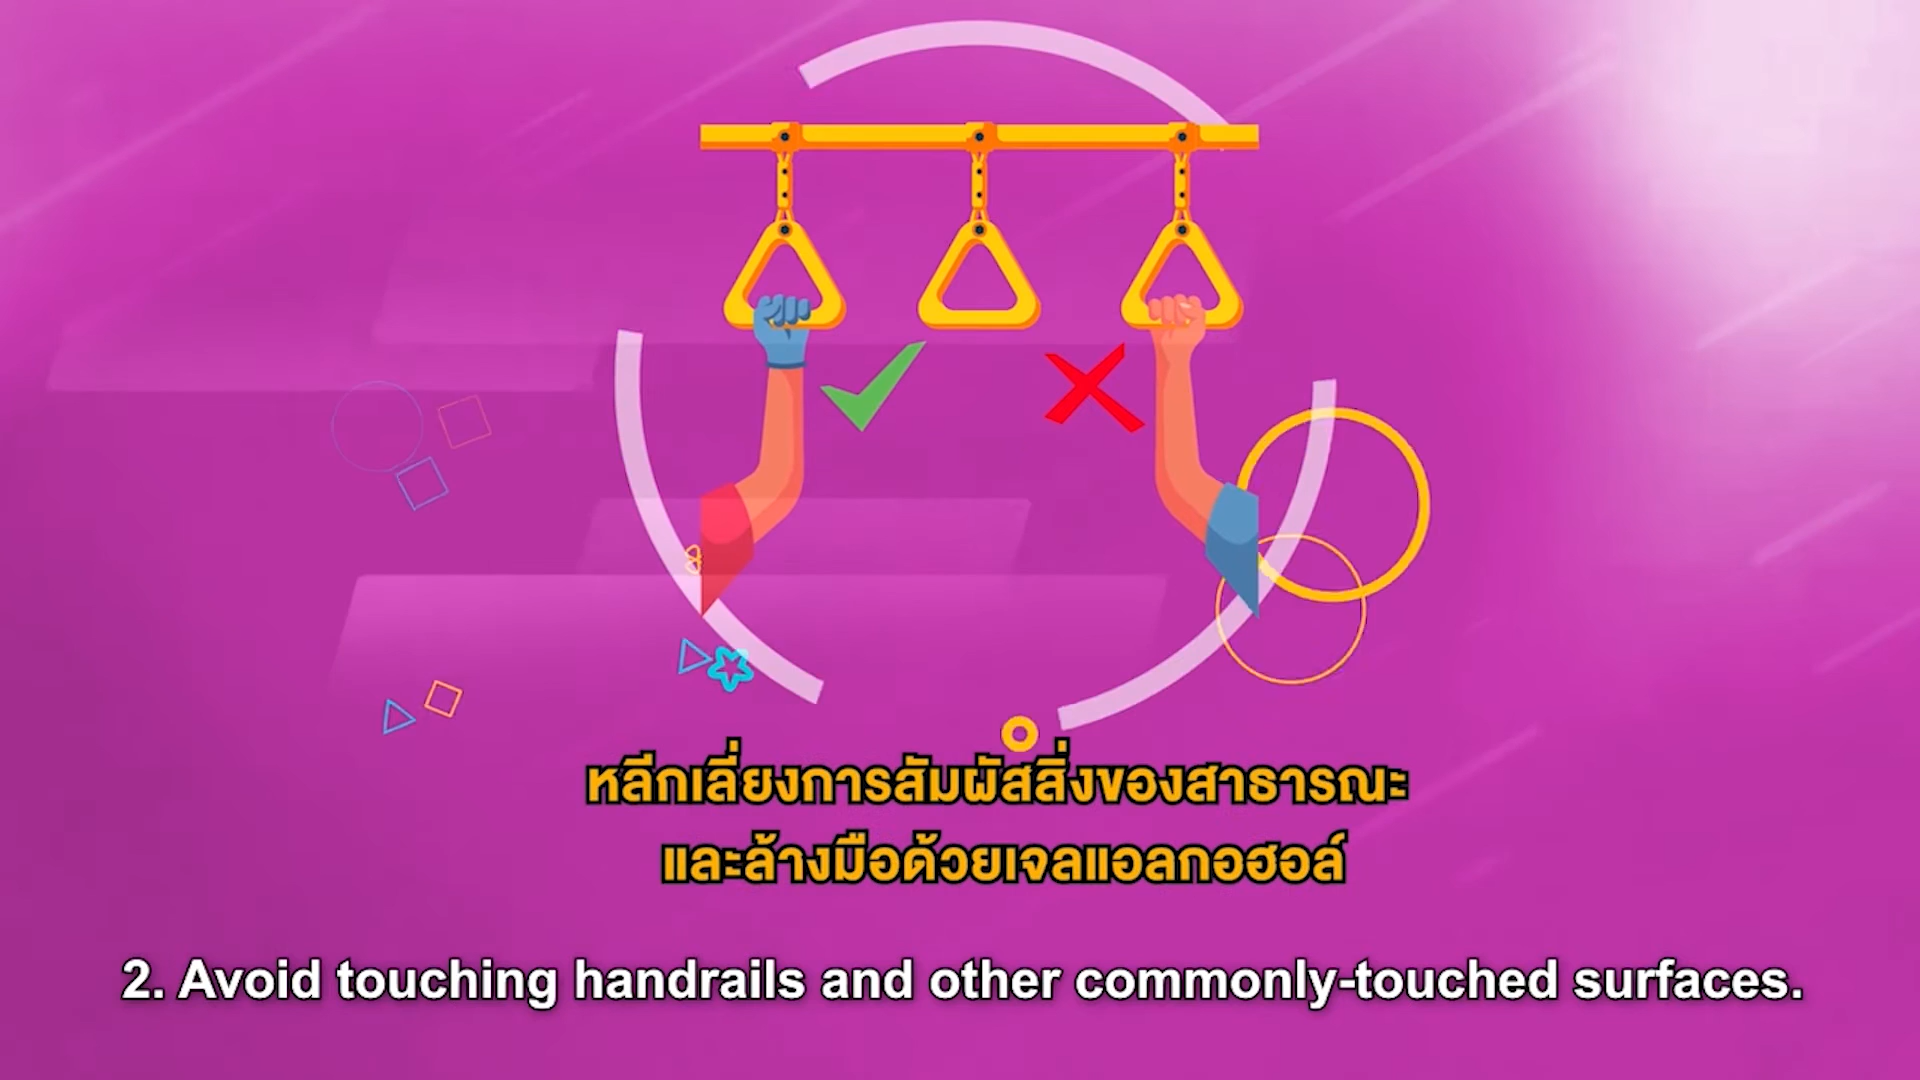 หลีกเลี่ยงการสัมผัสสิ่งของสาธารณะ
และล้างมือด้วยเจลแอลกอฮอล์
2. Avoid touching handrails and other commonly-touched surfaces.